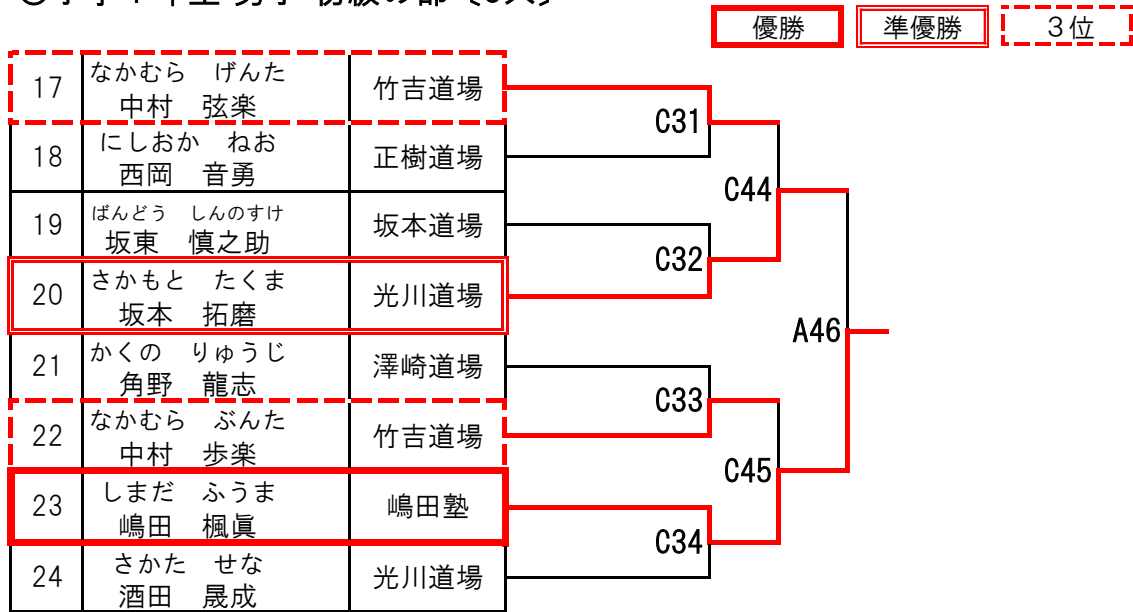 優勝 準優勝 3位
17 なかむら げんた 中村 弦楽 竹吉道場
18 にしおか ねお 西岡 音勇 正樹道場
19 ばんどう しんのすけ 坂東 慎之助 坂本道場
20 さかもと たくま 坂本 拓磨 光川道場
21 かくの りゅうじ 角野 龍志 澤崎道場
22 なかむら ぶんた 中村 歩楽 竹吉道場
23 しまだ ふうま 嶋田 楓眞 嶋田塾
24 さかた せな 酒田 晟成 光川道場
C31
C44
C32
A46
C33
C45
C34